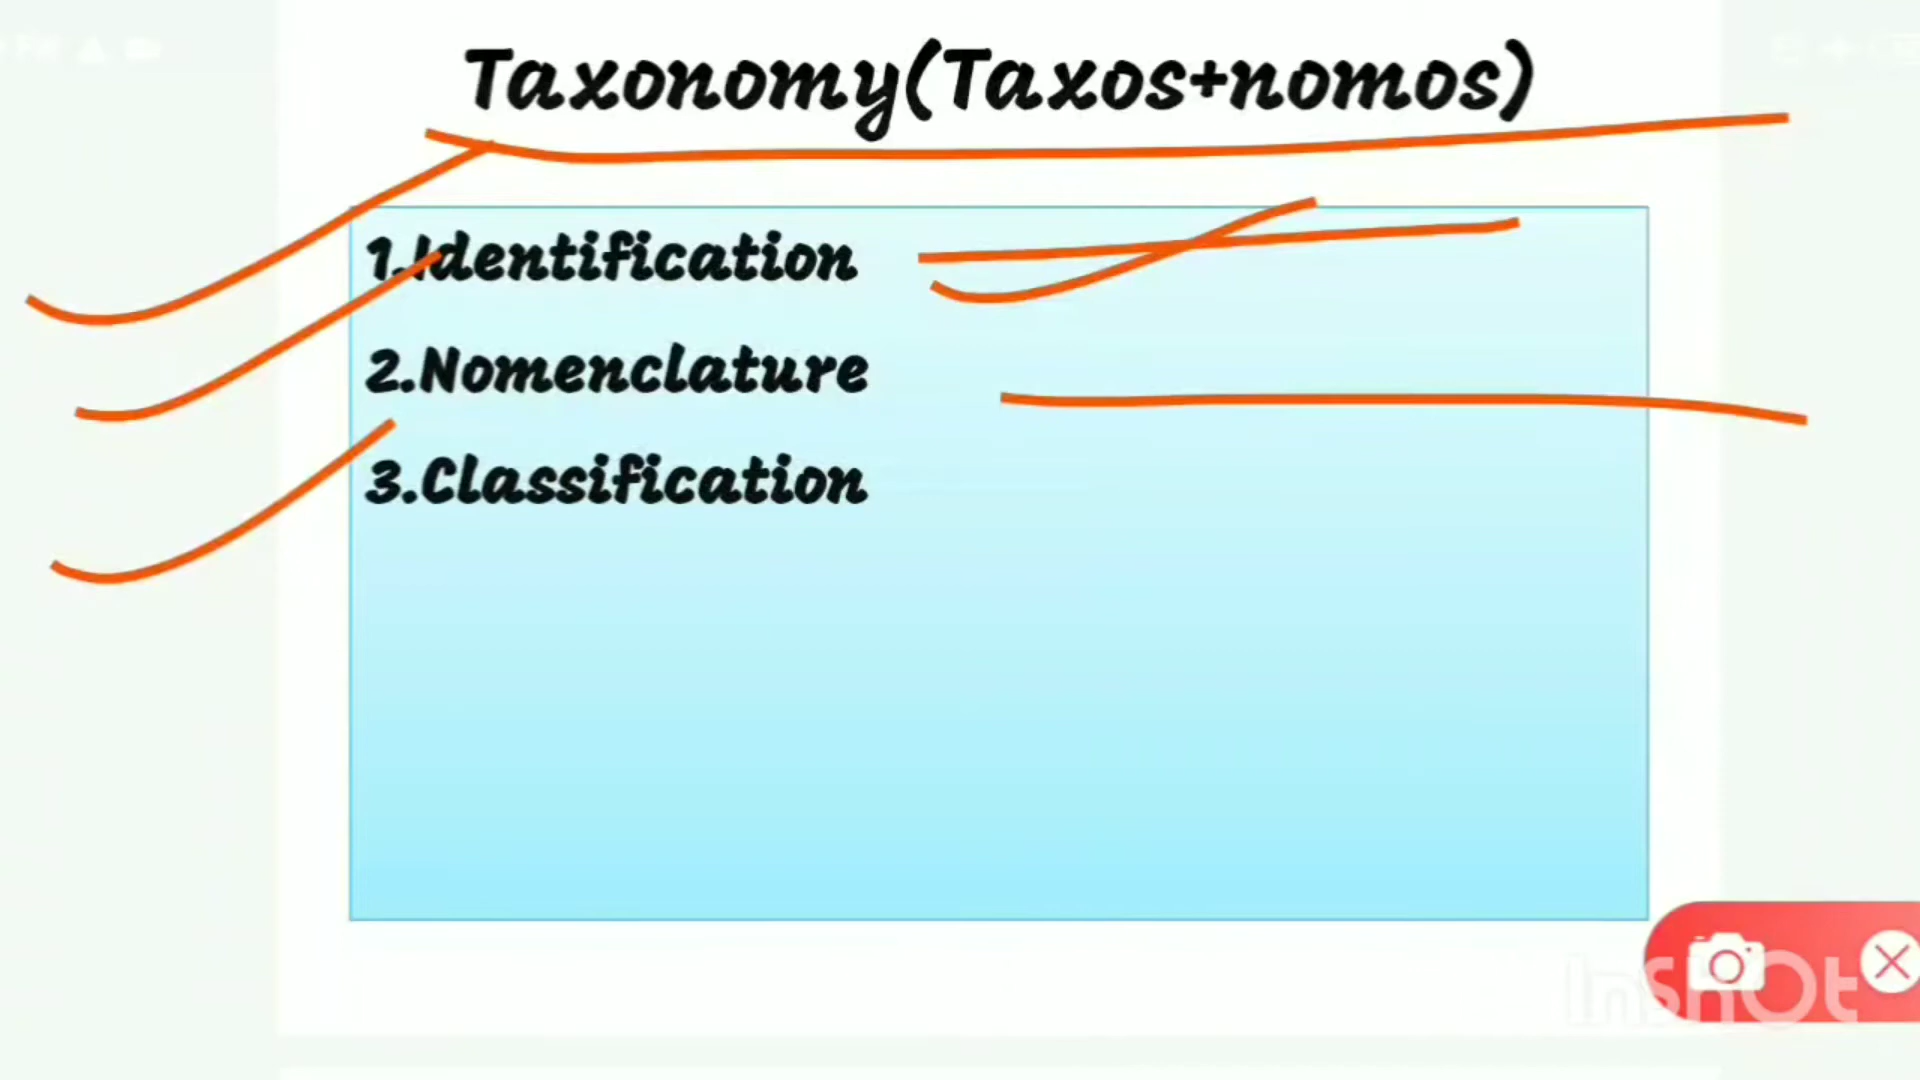 Taxonomy(Taxos+nomos)
1.Identification
2.Nomenclature
3.Classification
InShOt